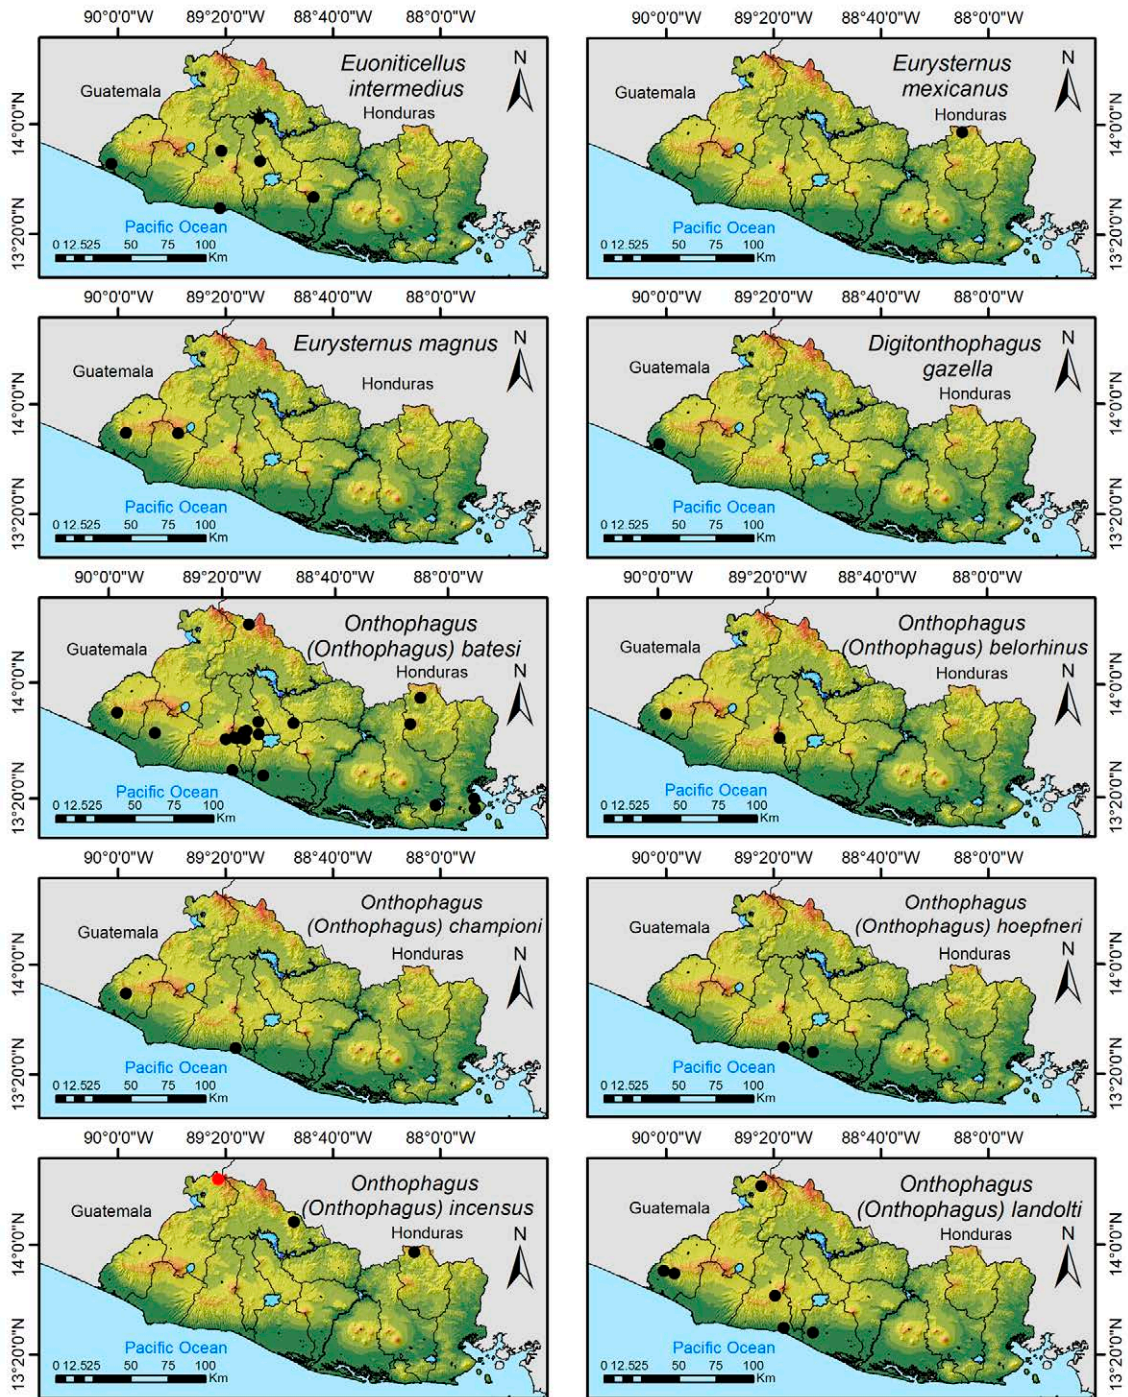 90°0'0"W 89°20'0"W 88°40'0"W 88°0'0"W
90°0'0"W 89°20'0"W 88°40'0"W 88°0'0"W
Euoniticellus
intermedius
N
Guatemala
Honduras
14°0'0"N
13°20'0"N
Pacific Ocean
0 12.525 50 75 100
Km
Eurysternus
mexicanus
N
Guatemala
Honduras
14°0'0"N
13°20'0"N
Pacific Ocean
0 12.525 50 75 100
Km
90°0'0"W 89°20'0"W 88°40'0"W 88°0'0"W
90°0'0"W 89°20'0"W 88°40'0"W 88°0'0"W
Eurysternus magnus
N
Guatemala
Honduras
14°0'0"N
13°20'0"N
Pacific Ocean
0 12.525 50 75 100
Km
Digitonthophagus
gazella
N
Guatemala
Honduras
14°0'0"N
13°20'0"N
Pacific Ocean
0 12.525 50 75 100
Km
90°0'0"W 89°20'0"W 88°40'0"W 88°0'0"W
90°0'0"W 89°20'0"W 88°40'0"W 88°0'0"W
Onthophagus
(Onthophagus) batesi
N
Guatemala
Honduras
14°0'0"N
13°20'0"N
Pacific Ocean
0 12.525 50 75 100
Km
Onthophagus
(Onthophagus) belorhinus
N
Guatemala
Honduras
14°0'0"N
13°20'0"N
Pacific Ocean
0 12.525 50 75 100
Km
90°0'0"W 89°20'0"W 88°40'0"W 88°0'0"W
90°0'0"W 89°20'0"W 88°40'0"W 88°0'0"W
Onthophagus
(Onthophagus) championi
N
Guatemala
Honduras
14°0'0"N
13°20'0"N
Pacific Ocean
0 12.525 50 75 100
Km
Onthophagus
(Onthophagus) hoepfneri
N
Guatemala
Honduras
14°0'0"N
13°20'0"N
Pacific Ocean
0 12.525 50 75 100
Km
90°0'0"W 89°20'0"W 88°40'0"W 88°0'0"W
90°0'0"W 89°20'0"W 88°40'0"W 88°0'0"W
Onthophagus
(Onthophagus) incensus
N
Guatemala
Honduras
14°0'0"N
13°20'0"N
Pacific Ocean
0 12.525 50 75 100
Km
Onthophagus
(Onthophagus) landolti
N
Guatemala
Honduras
14°0'0"N
13°20'0"N
Pacific Ocean
0 12.525 50 75 100
Km